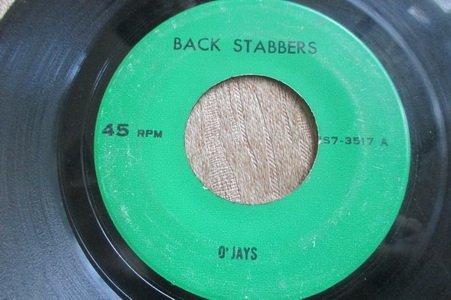 BACK STABBERS
45 RPM
S7-3517 A
O'JAYS